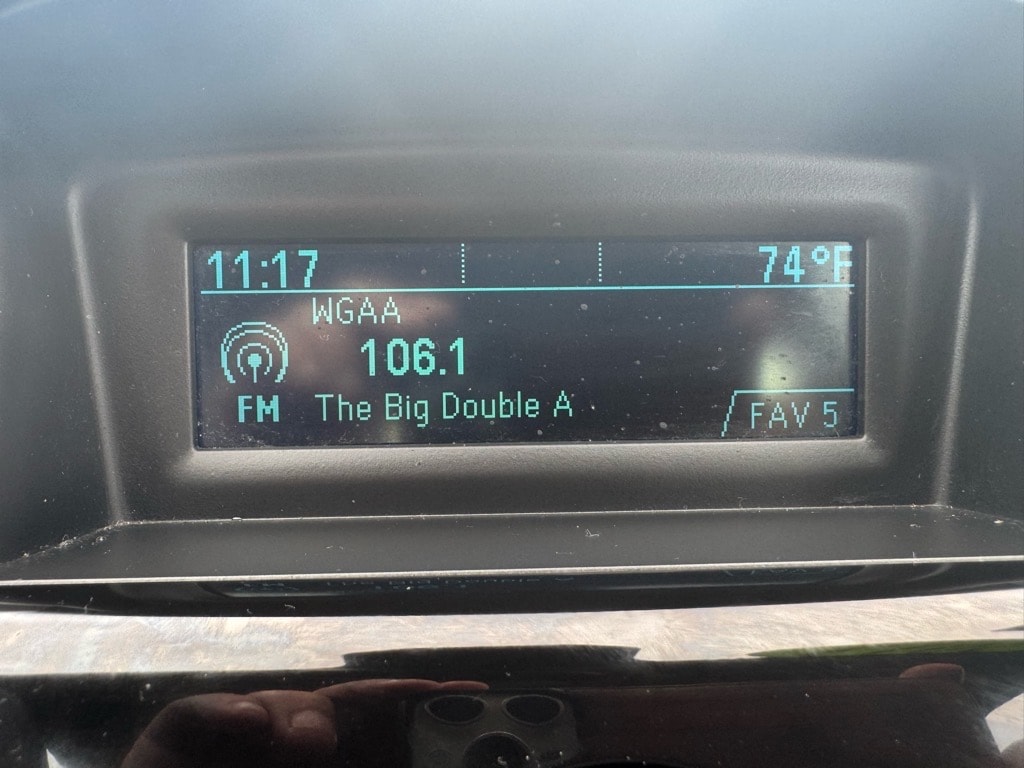 11:17 74°F
WGAA
106.1
FM The Big Double A FAV 5